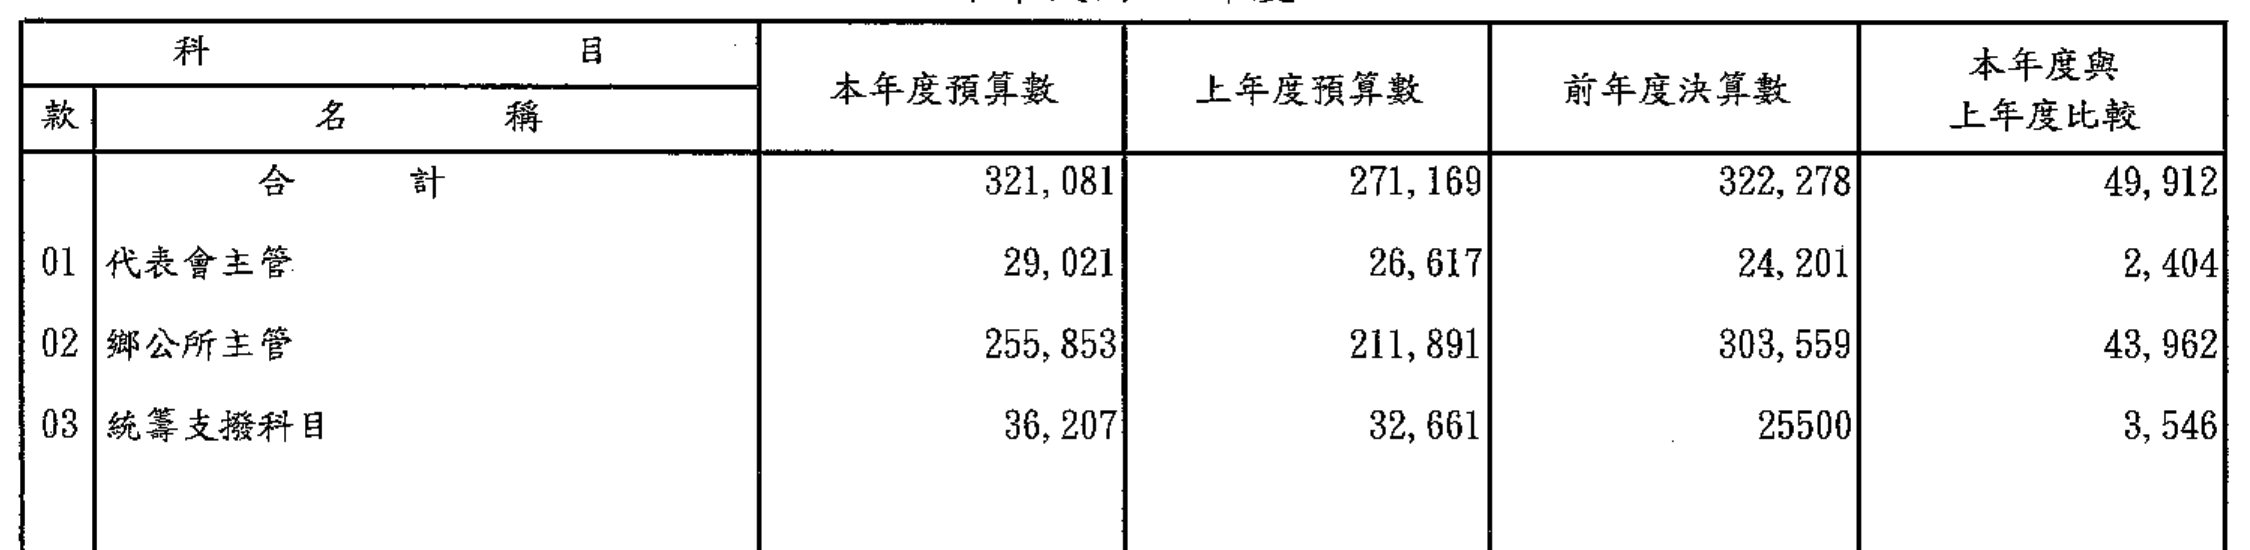 科 目 本年度預算數 上年度預算數 前年度決算數 本年度與
上年度比較
款 名 稱
合 計 321,081 271,169 322,278 49,912
01 代表會主管 29,021 26,617 24,201 2,404
02 鄉公所主管 255,853 211,891 303,559 43,962
03 統籌支撥科目 36,207 32,661 25500 3,546